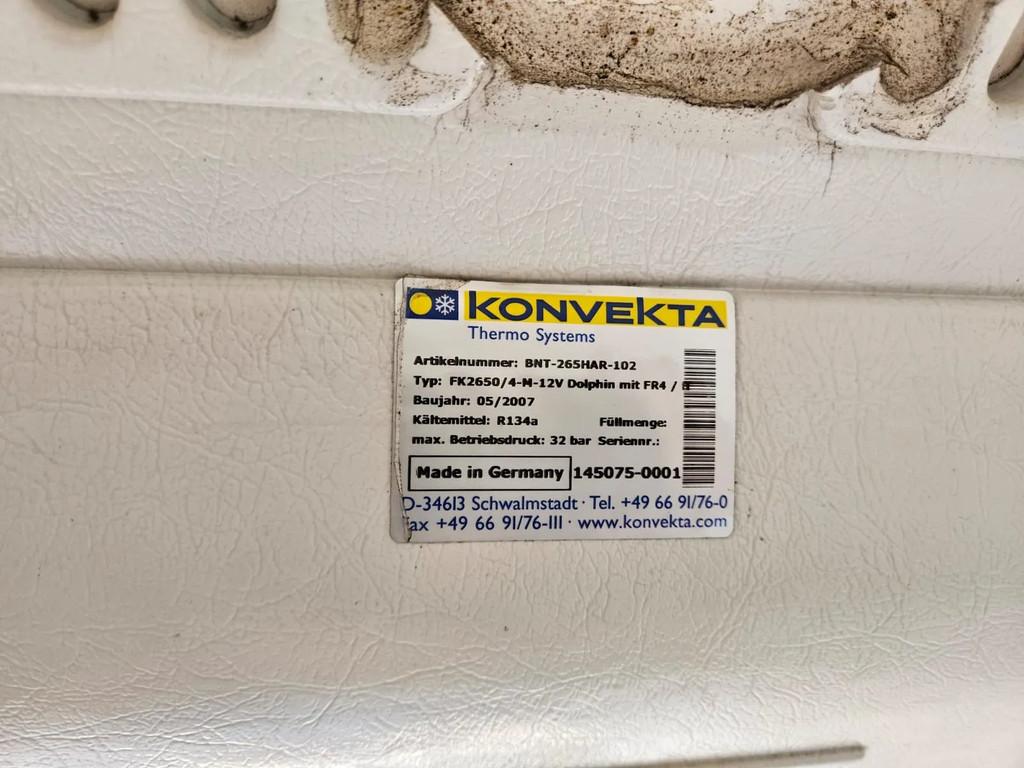 KONVEKTA
Thermo Systems
Artikelnummer: BNT-265HAR-102
Typ: FK2650/4-M-12V Dolphin mit FR4 /
Baujahr: 05/2007
Kältemittel: R134a Füllmenge:
max. Betriebsdruck: 32 bar Seriennr.:
Made in Germany 145075-0001
D-34613 Schwalmstadt · Tel. +49 66 91/76-0
Fax +49 66 91/76-111 · www.konvekta.com